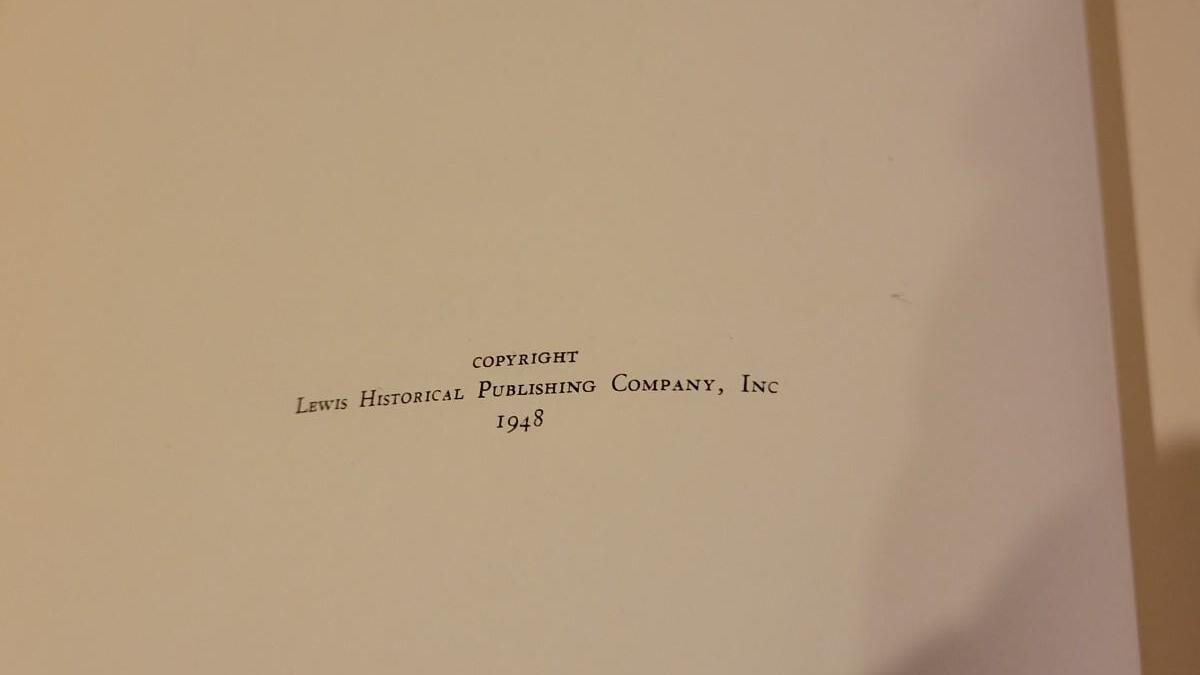 COPYRIGHT
LEWIS HISTORICAL PUBLISHING COMPANY, INC
1948